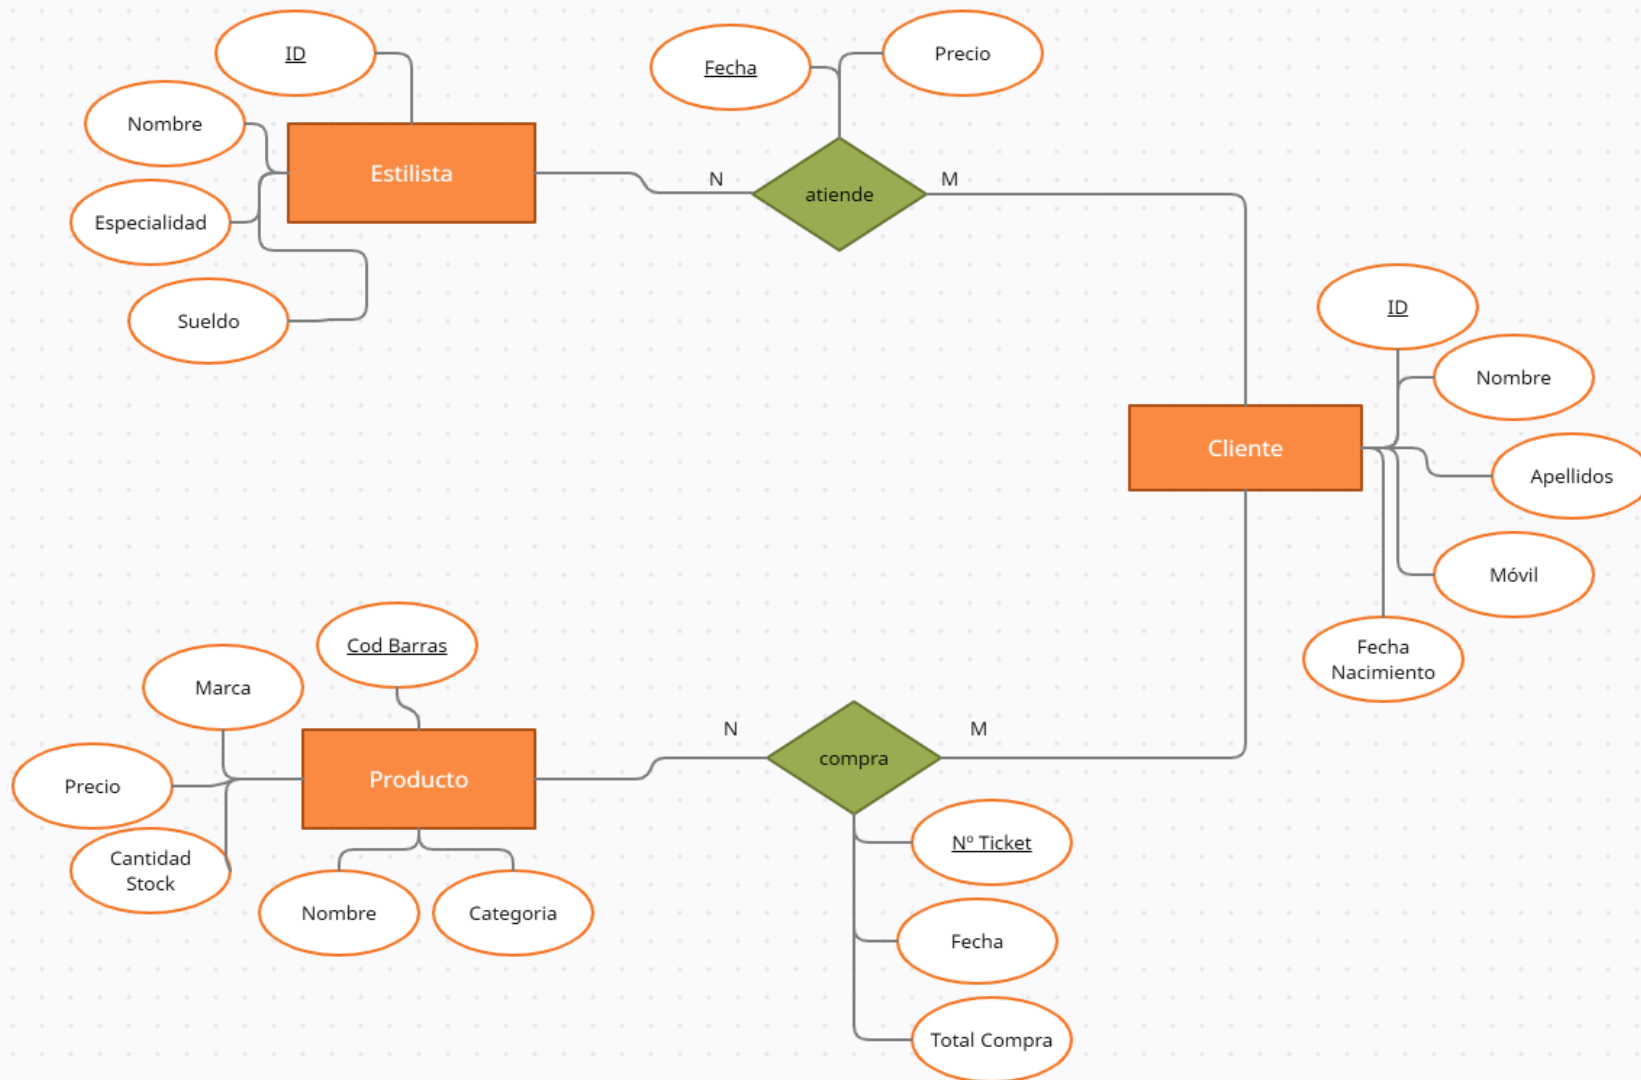 ID
Fecha
Precio
Nombre
Estilista
N
M
atiende
Especialidad
Sueldo
ID
Nombre
Cliente
Apellidos
Móvil
Fecha
Nacimiento
Cod Barras
Marca
N
M
Producto
compra
Precio
Cantidad
Stock
Nº Ticket
Nombre
Categoria
Fecha
Total Compra